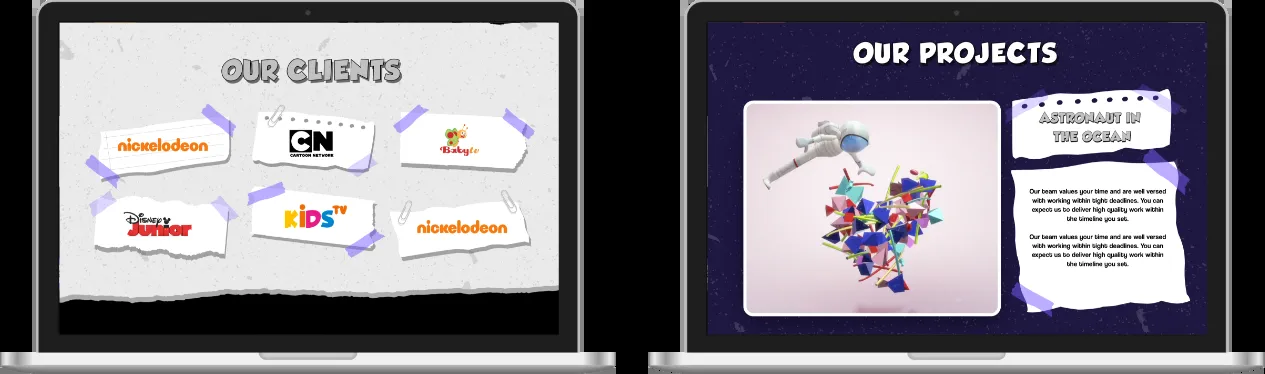 OUR CLIENTS
nickelodeon
CN
CARTOON NETWORK
Babytv
Disney
Junior
KiDS TV
nickelodeon
OUR PROJECTS
ASTRONAUT IN
THE OCEAN
Our team values your time and are well versed
with working within tight deadlines. You can
expect us to deliver high quality work within
the timeline you set.
Our team values your time and are well versed
with working within tight deadlines. You can
expect us to deliver high quality work within
the timeline you set.